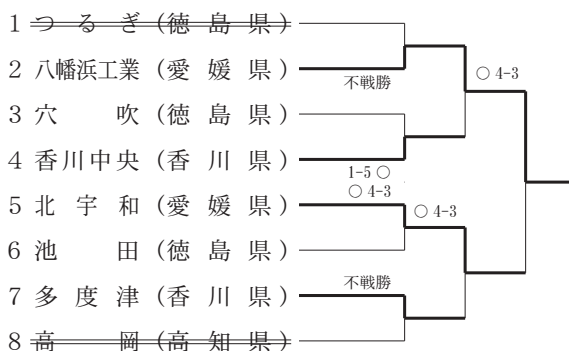 1 つるぎ (徳島県)
○ 4-3
2 八幡浜工業 (愛媛県)
不戦勝
3 穴吹 (徳島県)
4 香川中央 (香川県)
1-5 ○
○ 4-3
5 北宇和 (愛媛県)
○ 4-3
6 池田 (徳島県)
不戦勝
7 多度津 (香川県)
8 高岡 (高知県)